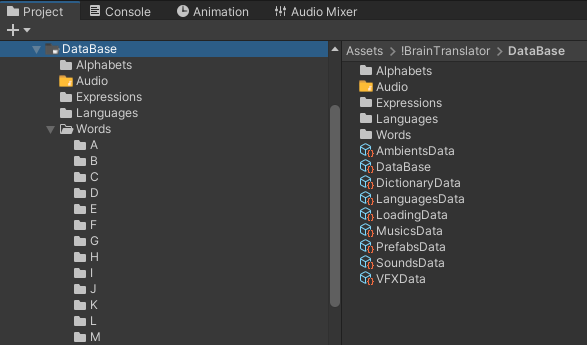 Project Console Animation Audio Mixer
DataBase
Alphabets
Audio
Expressions
Languages
Words
A
B
C
D
E
F
G
H
I
J
K
L
M
Assets > !BrainTranslator > DataBase
Alphabets
Audio
Expressions
Languages
Words
AmbientsData
DataBase
DictionaryData
LanguagesData
LoadingData
MusicsData
PrefabsData
SoundsData
VFXData